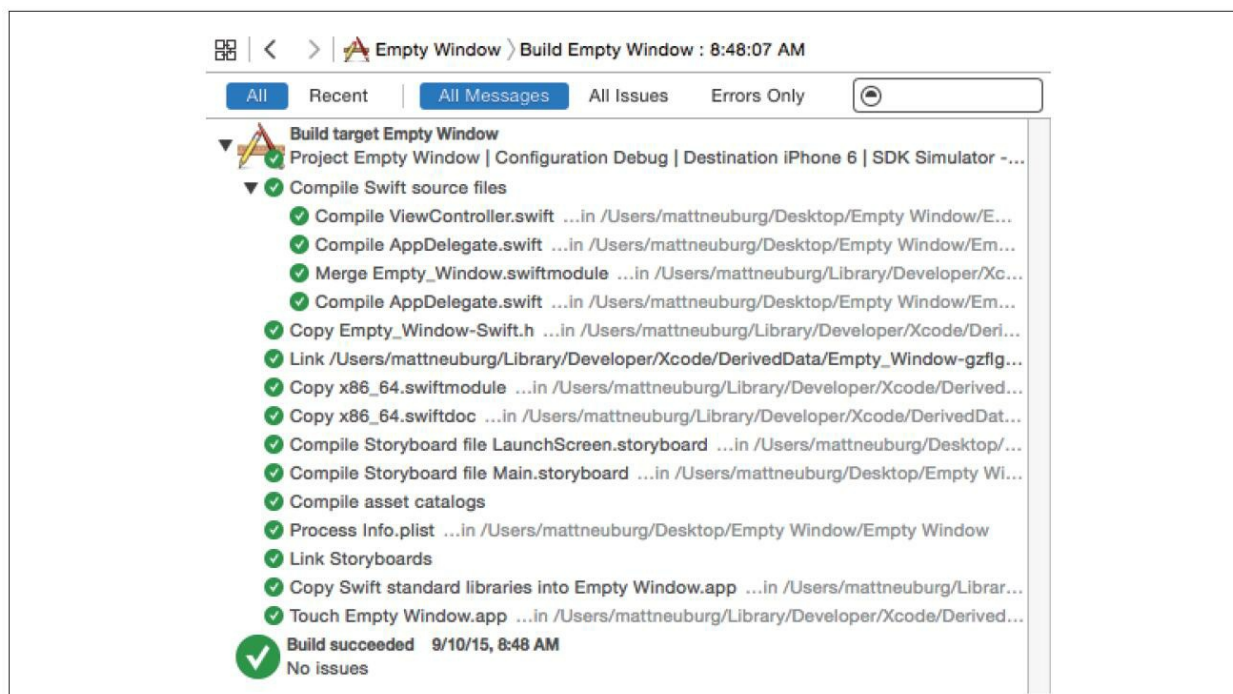 Empty Window 〉Build Empty Window : 8:48:07 AM
All Recent All Messages All Issues Errors Only
Build target Empty Window
Project Empty Window | Configuration Debug | Destination iPhone 6 | SDK Simulator -...
Compile Swift source files
Compile ViewController.swift ...in /Users/mattneuburg/Desktop/Empty Window/E...
Compile AppDelegate.swift ...in /Users/mattneuburg/Desktop/Empty Window/Em...
Merge Empty_Window.swiftmodule ...in /Users/mattneuburg/Library/Developer/Xc...
Compile AppDelegate.swift ...in /Users/mattneuburg/Desktop/Empty Window/Em...
Copy Empty_Window-Swift.h ...in /Users/mattneuburg/Library/Developer/Xcode/Deri...
Link /Users/mattneuburg/Library/Developer/Xcode/DerivedData/Empty_Window-gzflg...
Copy x86_64.swiftmodule ...in /Users/mattneuburg/Library/Developer/Xcode/Derived...
Copy x86_64.swiftdoc ...in /Users/mattneuburg/Library/Developer/Xcode/DerivedDat...
Compile Storyboard file LaunchScreen.storyboard ...in /Users/mattneuburg/Desktop/...
Compile Storyboard file Main.storyboard ...in /Users/mattneuburg/Desktop/Empty Wi...
Compile asset catalogs
Process Info.plist ...in /Users/mattneuburg/Desktop/Empty Window/Empty Window
Link Storyboards
Copy Swift standard libraries into Empty Window.app ...in /Users/mattneuburg/Librar...
Touch Empty Window.app ...in /Users/mattneuburg/Library/Developer/Xcode/Derived...
Build succeeded 9/10/15, 8:48 AM
No issues